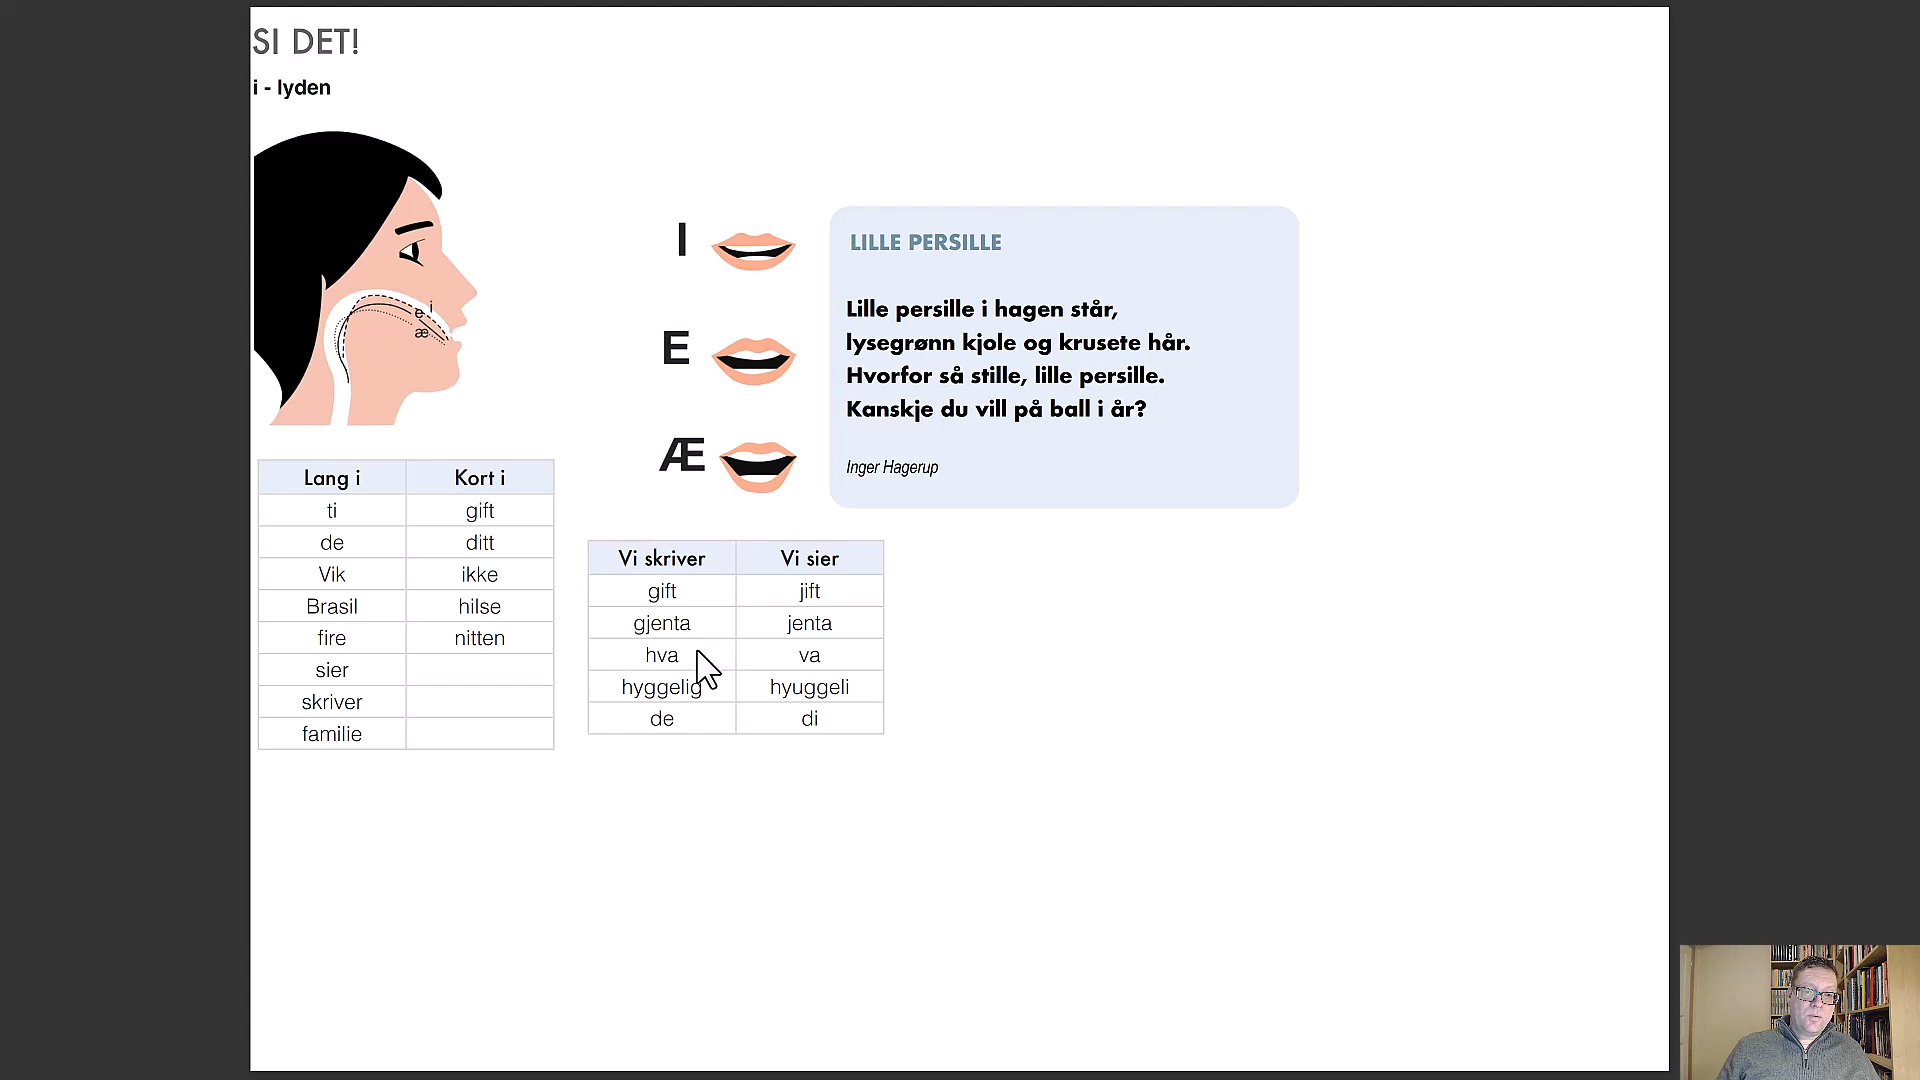 SI DET!
i - lyden
i
e
æ
I
E
Æ
LILLE PERSILLE
Lille persille i hagen står,
lysegrønn kjole og krusete hår.
Hvorfor så stille, lille persille.
Kanskje du vill på ball i år?
Inger Hagerup
Lang i Kort i
ti gift
de ditt
Vik ikke
Brasil hilse
fire nitten
sier
skriver
familie
Vi skriver Vi sier
gift jift
gjenta jenta
hva va
hyggelig hyuggeli
de di